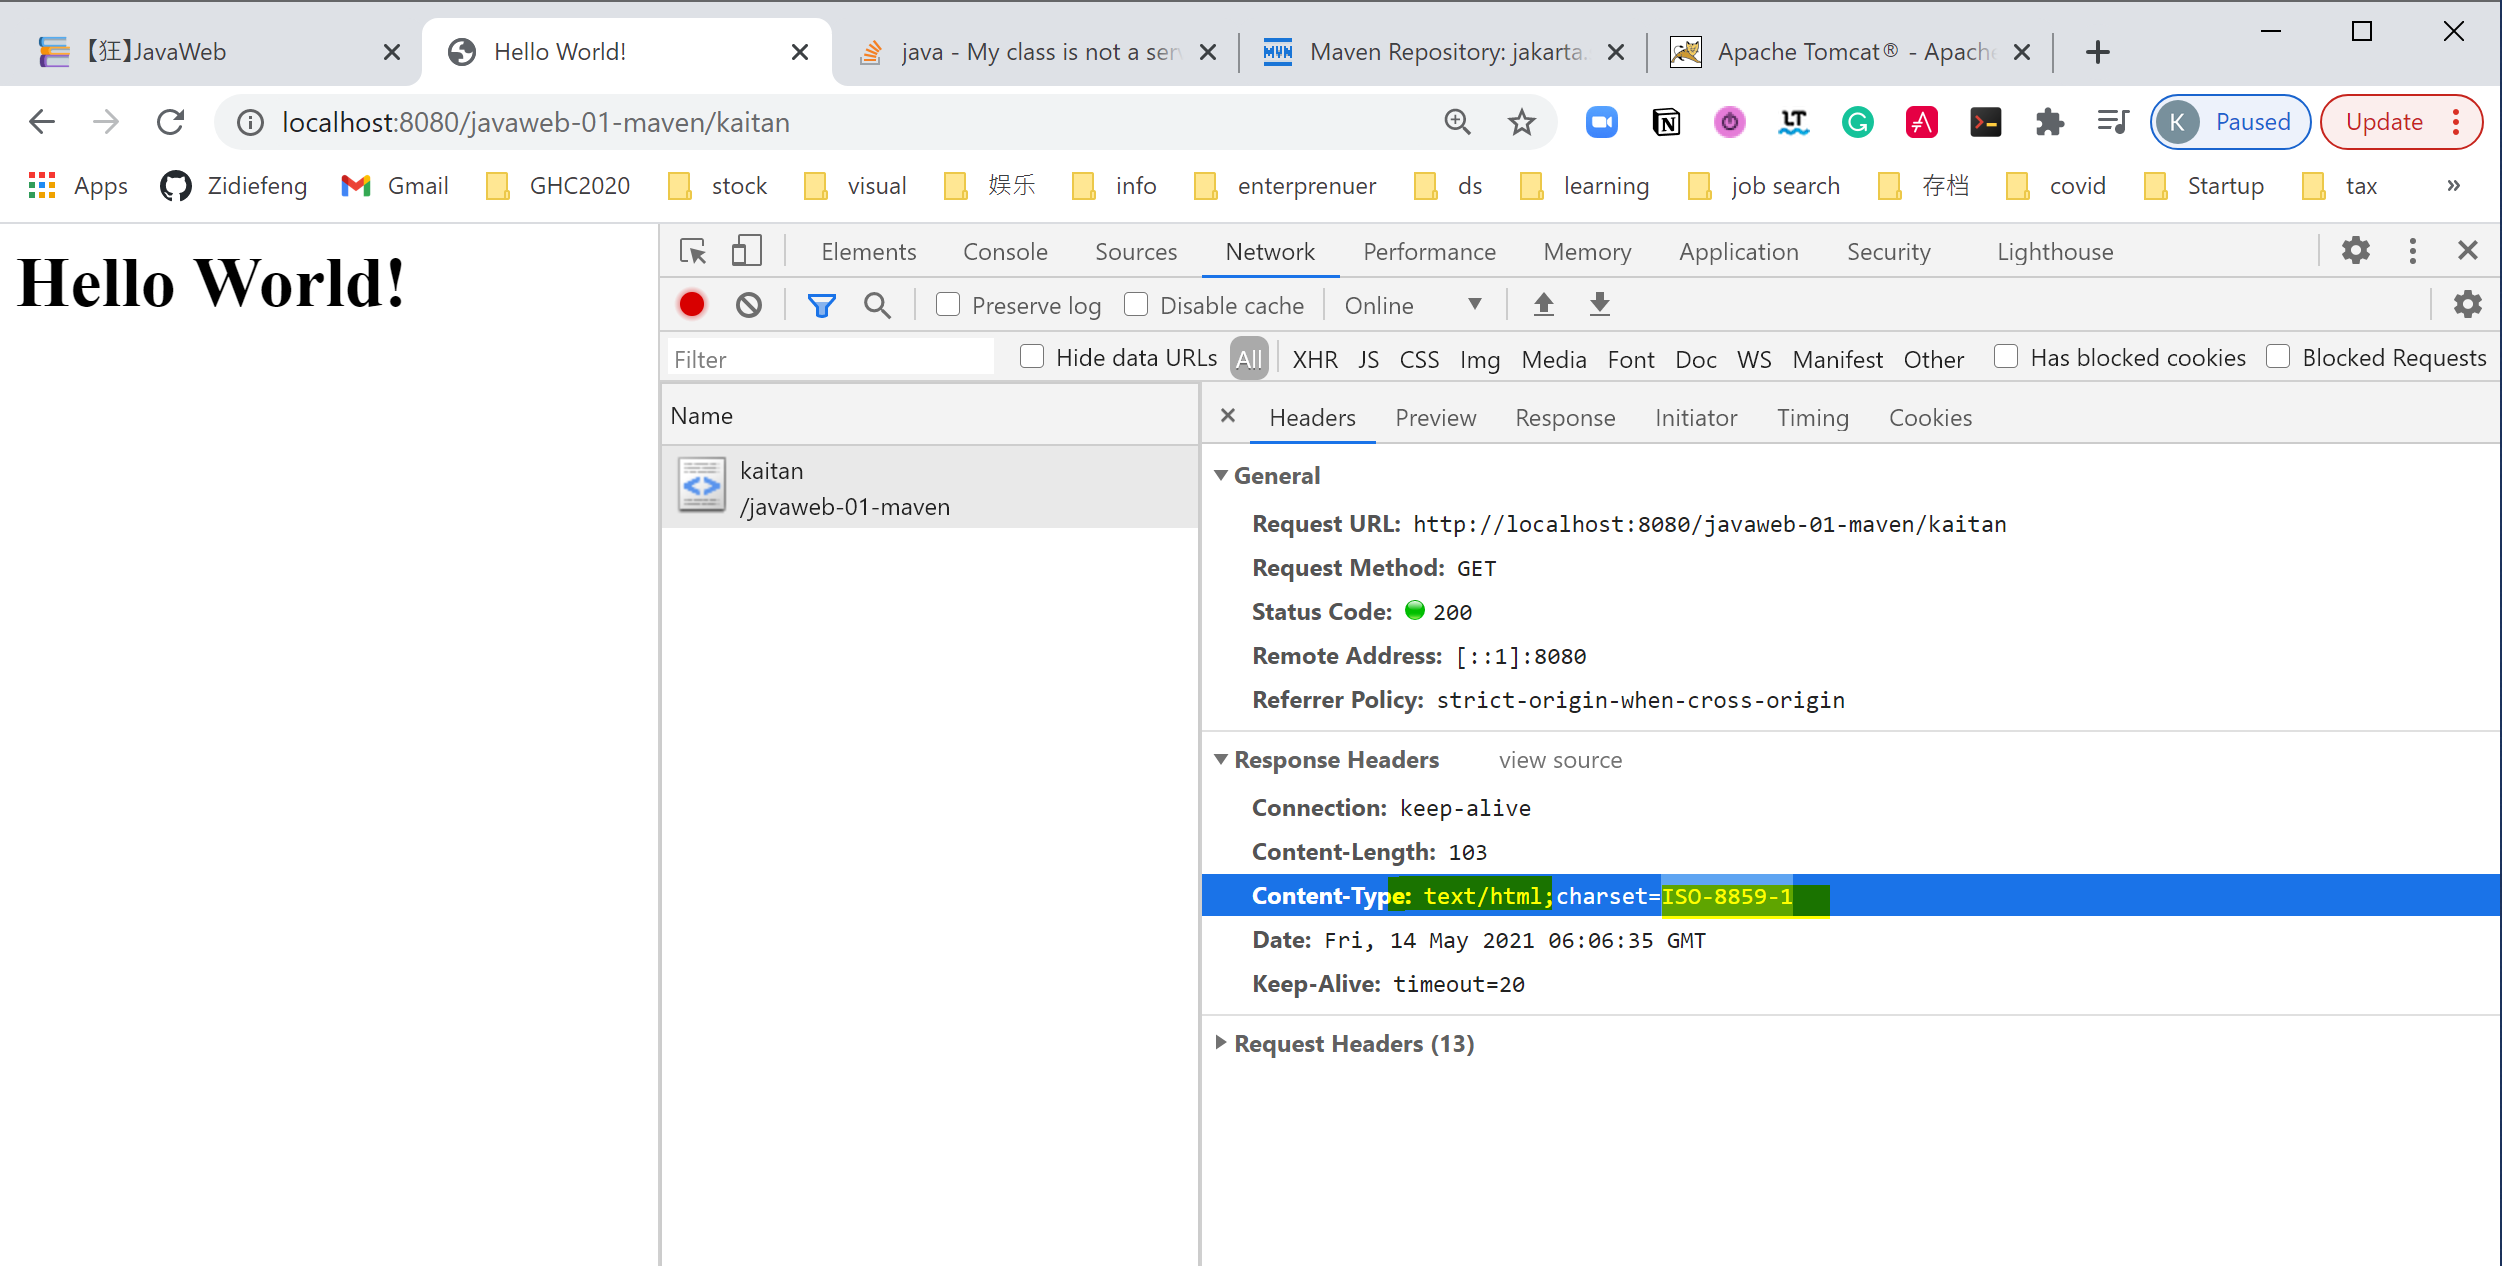 【狂】JavaWeb
Hello World!
java - My class is not a ser
Maven Repository: jakarta.
Apache Tomcat® - Apache
localhost:8080/javaweb-01-maven/kaitan
K Paused
Update
Apps Zidiefeng Gmail GHC2020 stock visual 娱乐 info enterprenuer ds learning job search 存档 covid Startup tax »
Hello World!
Elements Console Sources Network Performance Memory Application Security Lighthouse
Preserve log Disable cache Online
Filter Hide data URLs All XHR JS CSS Img Media Font Doc WS Manifest Other Has blocked cookies Blocked Requests
Name
kaitan
/javaweb-01-maven
Headers Preview Response Initiator Timing Cookies
General
Request URL: http://localhost:8080/javaweb-01-maven/kaitan
Request Method: GET
Status Code: 200
Remote Address: [::1]:8080
Referrer Policy: strict-origin-when-cross-origin
Response Headers view source
Connection: keep-alive
Content-Length: 103
Content-Type: text/html;charset=ISO-8859-1
Date: Fri, 14 May 2021 06:06:35 GMT
Keep-Alive: timeout=20
Request Headers (13)